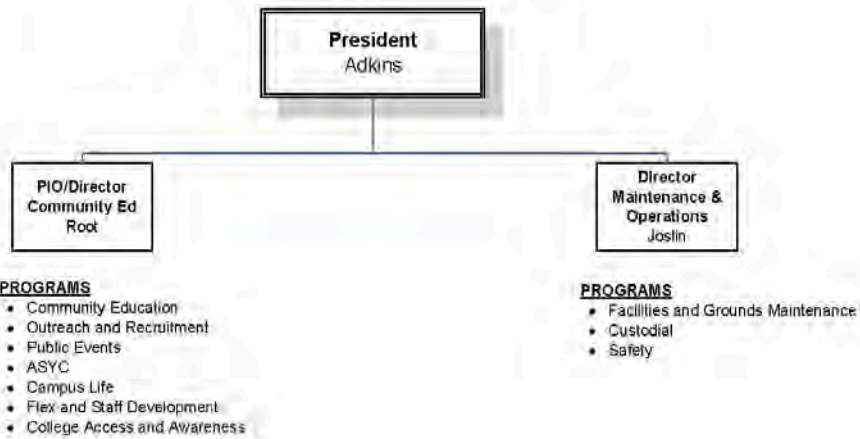 President
Adkins
PIO/Director
Community Ed
Root
PROGRAMS
• Community Education
• Outreach and Recruitment
• Public Events
• ASYC
• Campus Life
• Flex and Staff Development
• College Access and Awareness
Director
Maintenance &
Operations
Joslin
PROGRAMS
• Facilities and Grounds Maintenance
• Custodial
• Safety